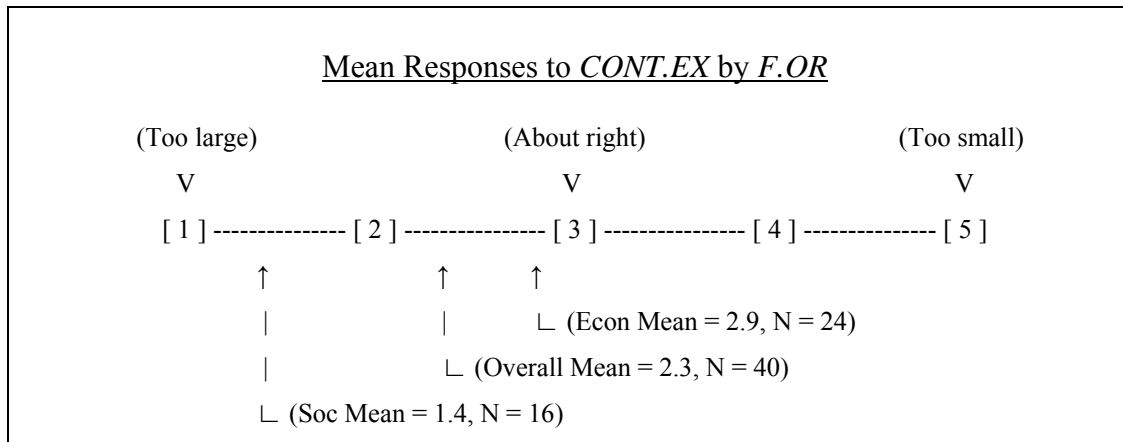 Mean Responses to CONT.EX by F.OR
(Too large) (About right) (Too small)
V V V
[ 1 ] --------------- [ 2 ] ---------------- [ 3 ] ---------------- [ 4 ] --------------- [ 5 ]
↑ ↑ ↑
| | ∟ (Econ Mean = 2.9, N = 24)
| ∟ (Overall Mean = 2.3, N = 40)
∟ (Soc Mean = 1.4, N = 16)